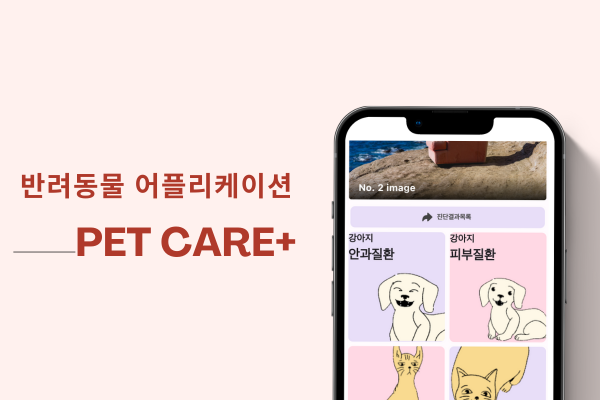 반려동물 어플리케이션
PET CARE+
No. 2 image
진단결과목록
강아지
안과질환
강아지
피부질환